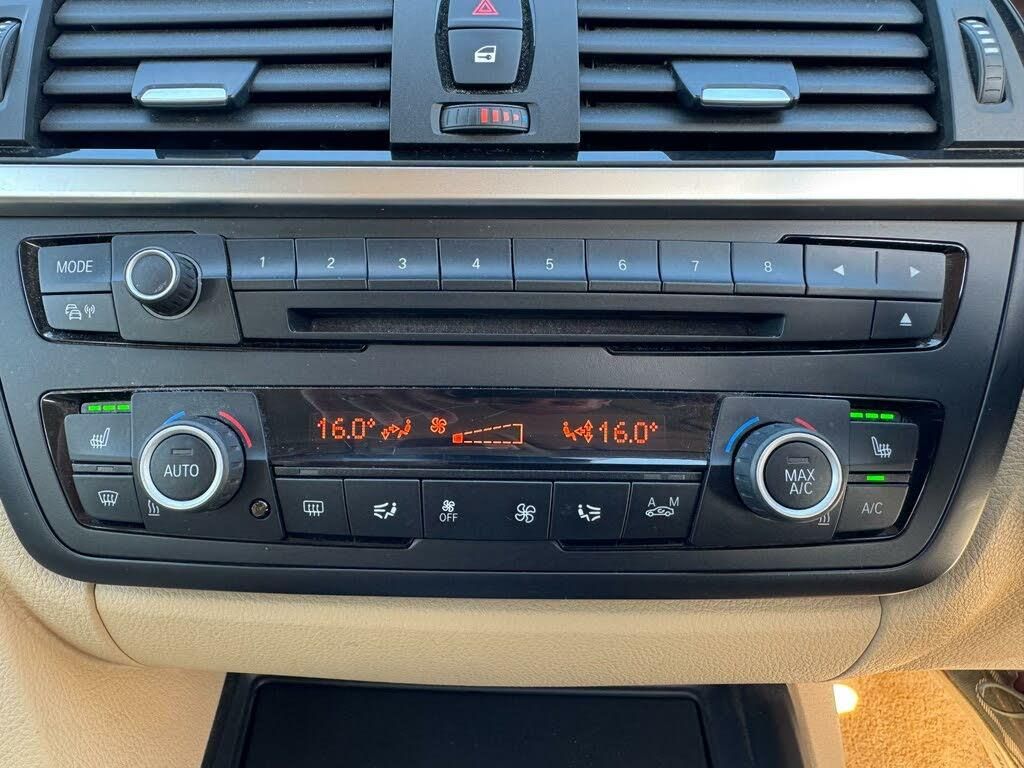 MODE
1 2 3 4 5 6 7 8
16.0° 16.0°
AUTO
MAX
A/C
OFF
A M
A/C